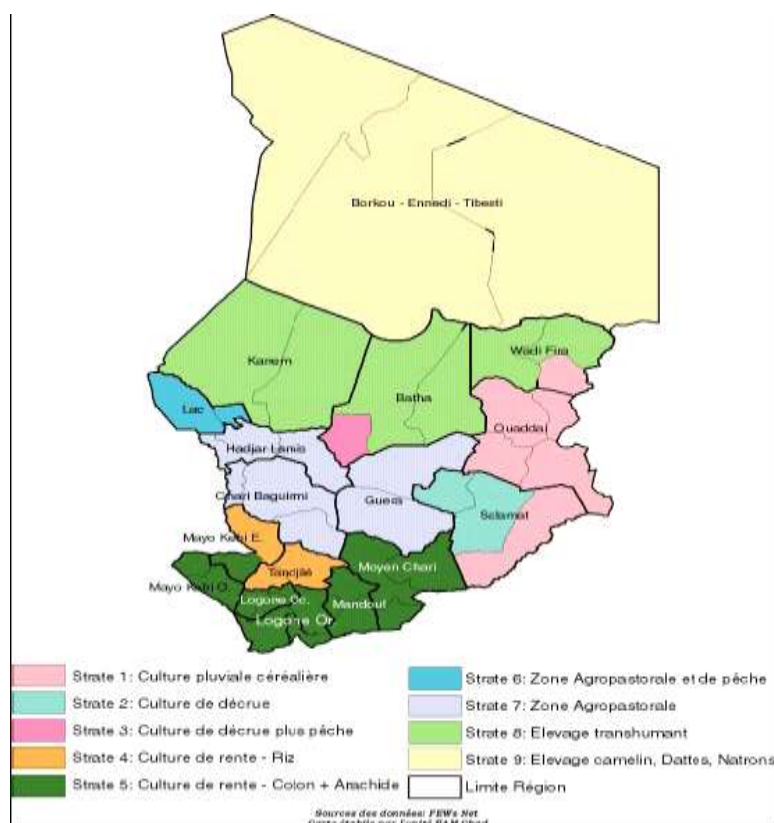 Borkou - Ennedi - Tibesti
Wadi Fira
Kanem
Batha
Lac
Ouaddai
Hadjar Lamis
Chari Baguirmi
Guera
Salamat
Mayo Kebi E.
Moyen Chari
Tandjilé
Mayo Kebi O.
Logone Oc.
Mandoul
Logone Or
Strate 1: Culture pluviale céréalière
Strate 2: Culture de décrue
Strate 3: Culture de décrue plus pêche
Strate 4: Culture de rente - Riz
Strate 5: Culture de rente - Coton + Arachide
Strate 6: Zone Agropastorale et de pêche
Strate 7: Zone Agropastorale
Strate 8: Elevage transhumant
Strate 9: Elevage camelin, Dattes, Natrons
Limite Région
Sources des données: FEWs Net